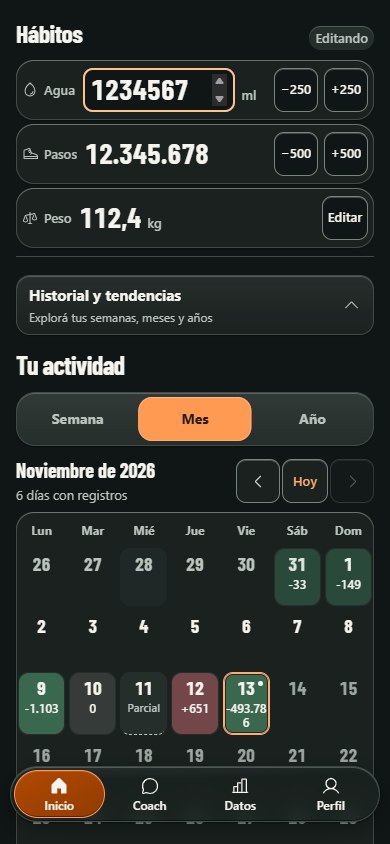 Hábitos
Editando
Agua 1234567 ml −250 +250
Pasos 12.345.678 −500 +500
Peso 112,4 kg Editar
Historial y tendencias
Explorá tus semanas, meses y años
Tu actividad
Semana Mes Año
Noviembre de 2026
6 días con registros
Hoy
Lun Mar Mié Jue Vie Sáb Dom
26 27 28 29 30 31 1
-33 -149
2 3 4 5 6 7 8
9 10 11 12 13 14 15
-1.103 0 Parcial +651 -493.78
6
16 17 18 19 20 21 22
Inicio Coach Datos Perfil